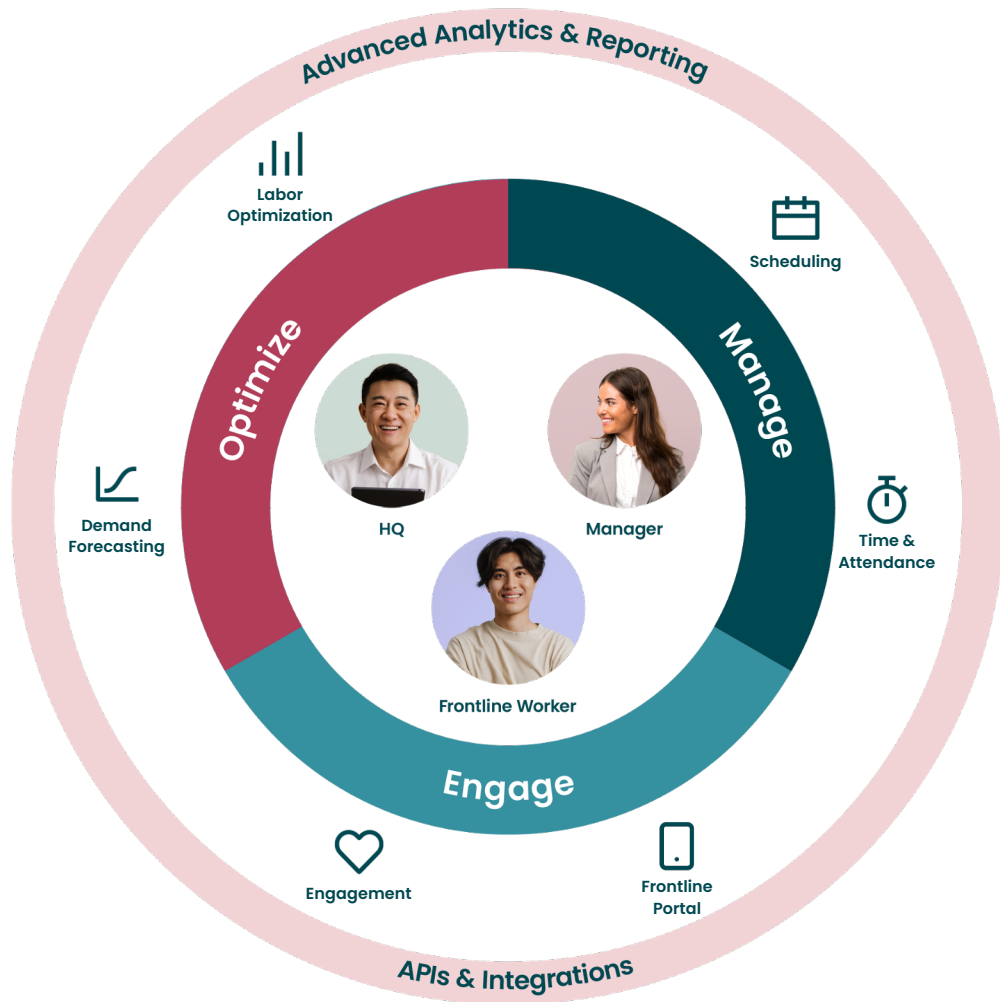 Advanced Analytics & Reporting
Labor
Optimization
Scheduling
Optimize
Manage
HQ
Manager
Demand
Forecasting
Time &
Attendance
Frontline Worker
Engage
Engagement
Frontline
Portal
APIs & Integrations